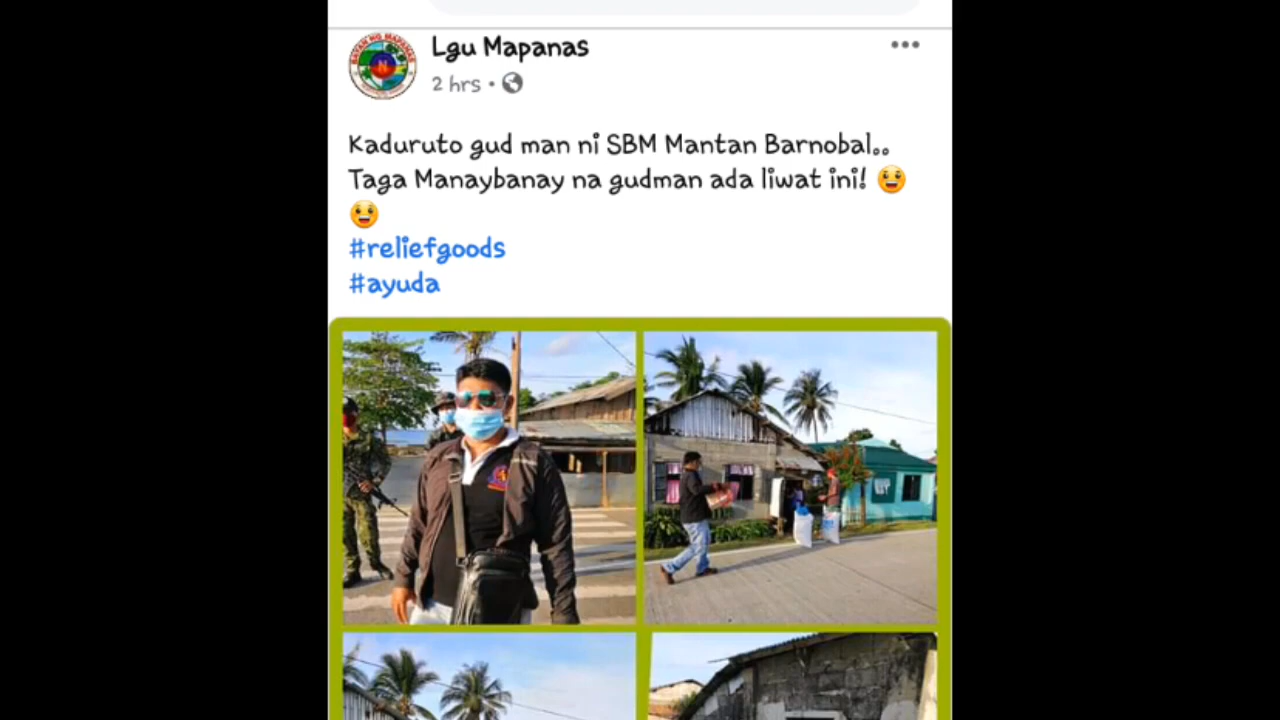 Lgu Mapanas
2 hrs •
Kaduruto gud man ni SBM Mantan Barnobal..
Taga Manaybanay na gudman ada liwat ini! 😀
😀
#reliefgoods
#ayuda